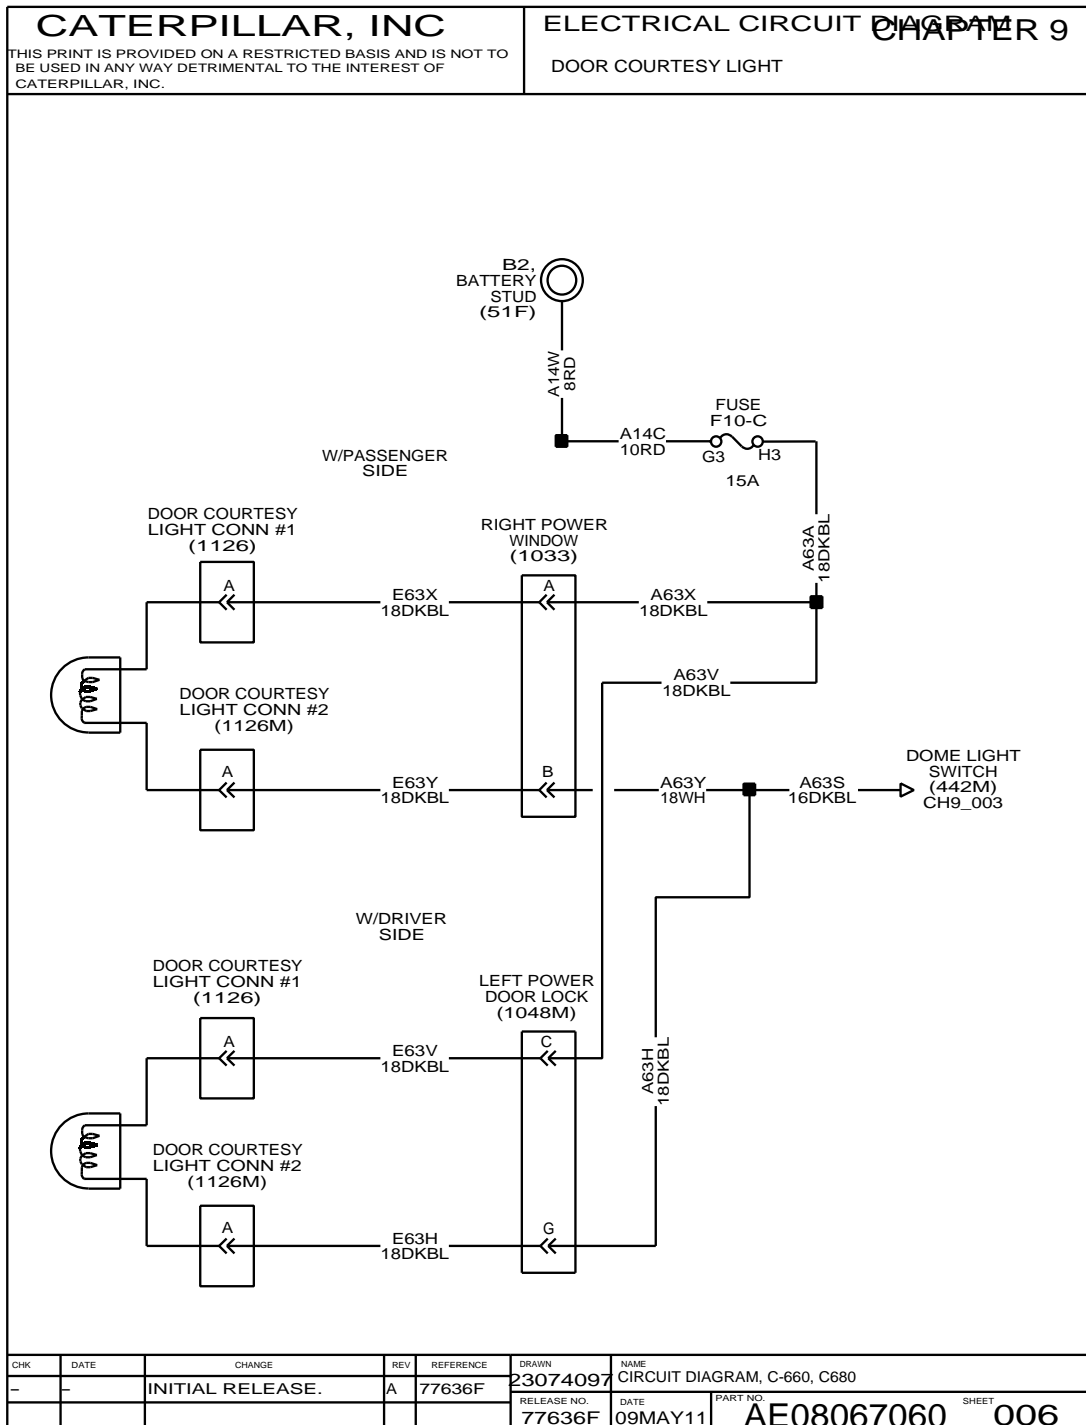 CATERPILLAR, INC
THIS PRINT IS PROVIDED ON A RESTRICTED BASIS AND IS NOT TO
BE USED IN ANY WAY DETRIMENTAL TO THE INTEREST OF
CATERPILLAR, INC.
ELECTRICAL CIRCUIT DIAGRAM
CHAPTER 9
DOOR COURTESY LIGHT
B2,
BATTERY
STUD
(51F)
A14W
8RD
A14C
10RD
FUSE
F10-C
G3
H3
15A
A63A
18DKBL
W/PASSENGER
SIDE
DOOR COURTESY
LIGHT CONN #1
(1126)
A
E63X
18DKBL
RIGHT POWER
WINDOW
(1033)
A
A63X
18DKBL
A63V
18DKBL
DOOR COURTESY
LIGHT CONN #2
(1126M)
A
E63Y
18DKBL
B
A63Y
18WH
A63S
16DKBL
DOME LIGHT
SWITCH
(442M)
CH9_003
W/DRIVER
SIDE
DOOR COURTESY
LIGHT CONN #1
(1126)
A
E63V
18DKBL
LEFT POWER
DOOR LOCK
(1048M)
C
A63H
18DKBL
DOOR COURTESY
LIGHT CONN #2
(1126M)
A
E63H
18DKBL
G
CHK DATE CHANGE REV REFERENCE
– – INITIAL RELEASE. A 77636F
DRAWN
23074097
NAME
CIRCUIT DIAGRAM, C-660, C680
RELEASE NO.
77636F
DATE
09MAY11
PART NO.
AE08067060
SHEET
006